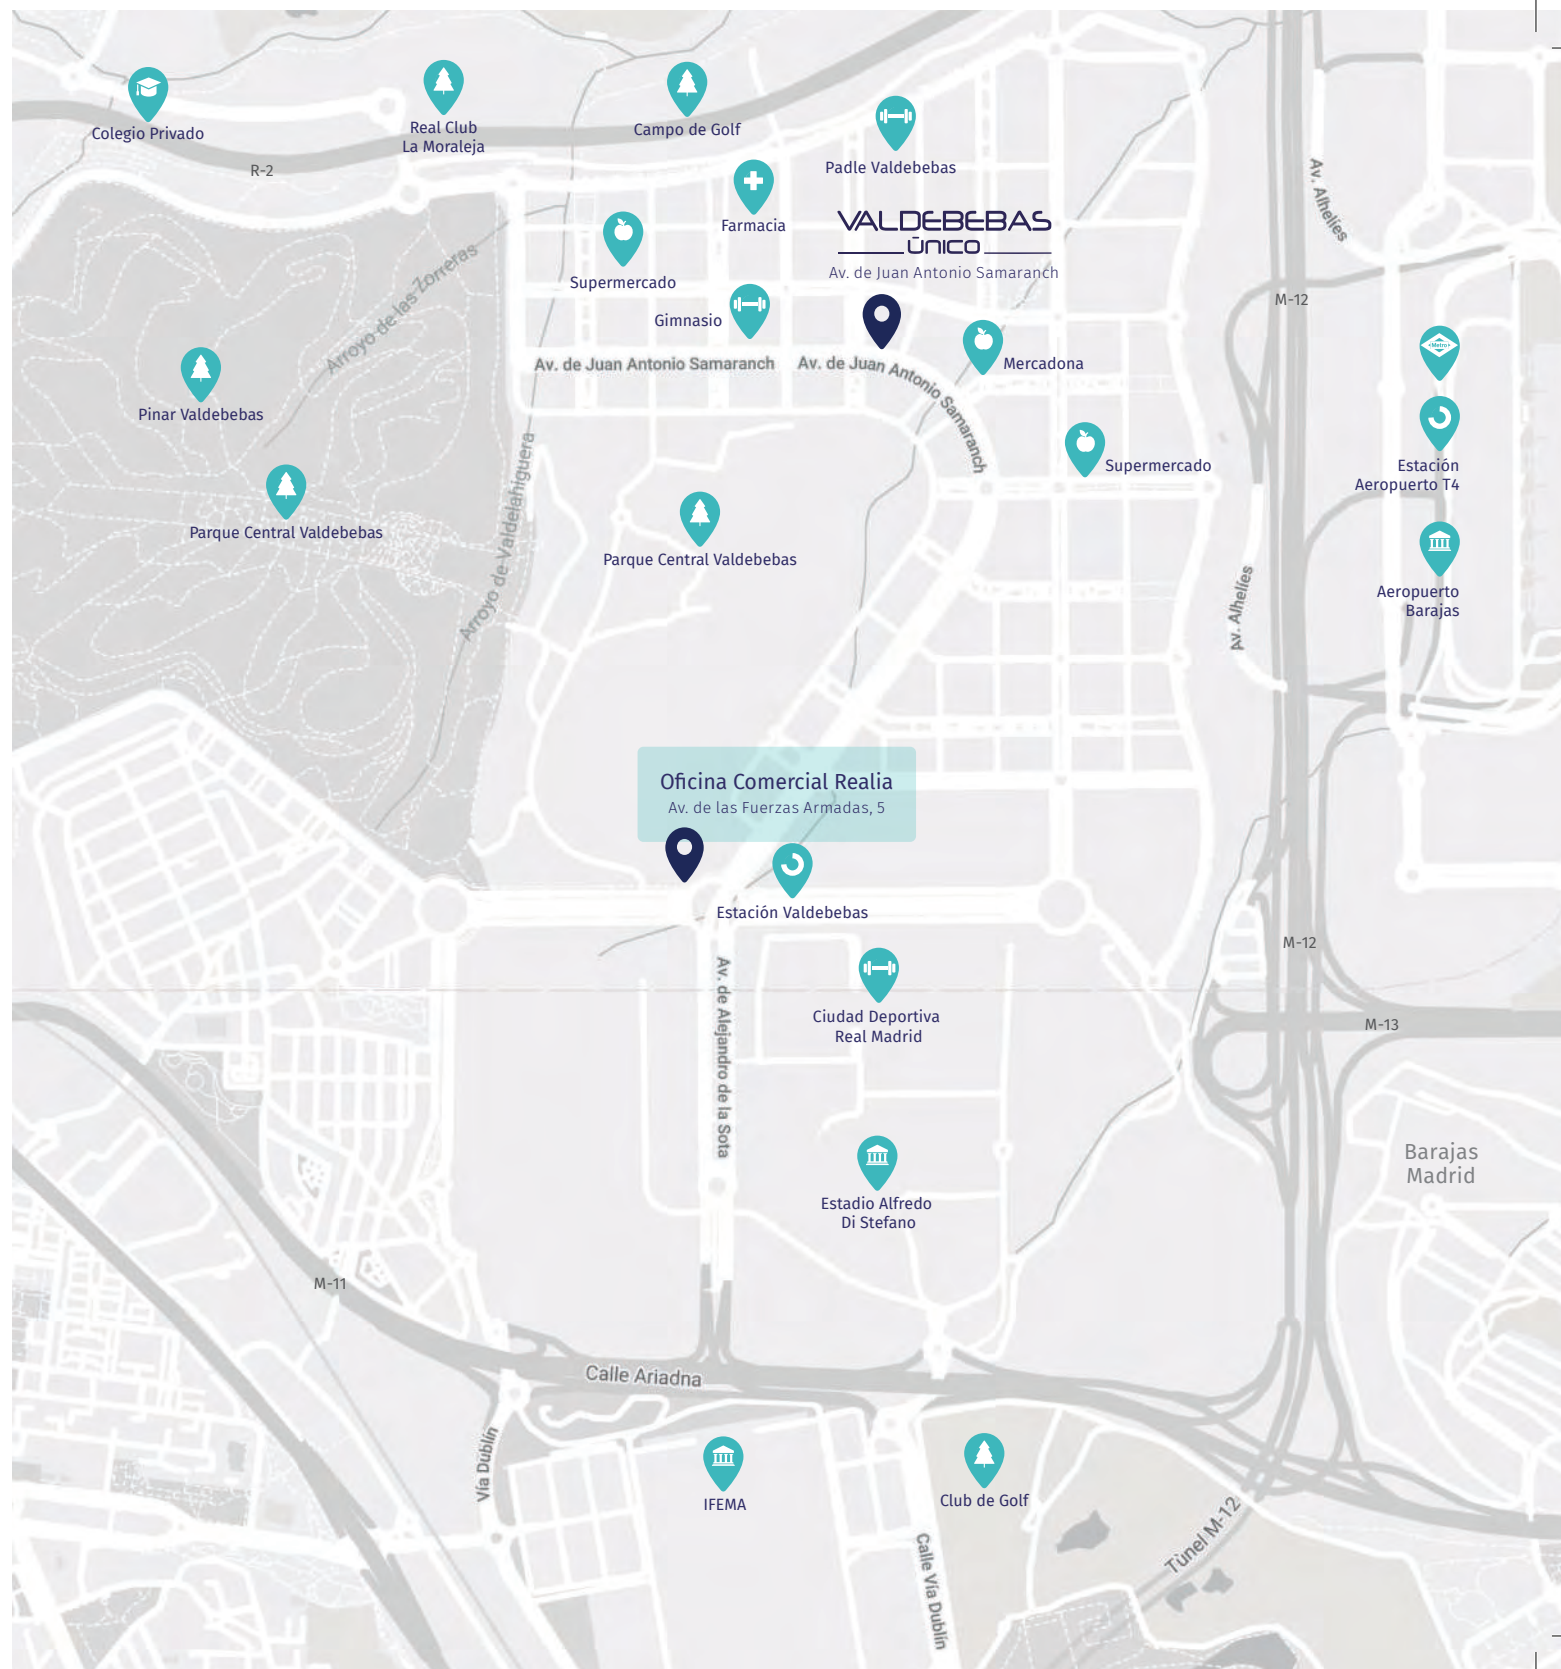 Colegio Privado
Real Club
La Moraleja
Campo de Golf
Padle Valdebebas
R-2
Farmacia
VALDEBEBAS
ÚNICO
Av. de Juan Antonio Samaranch
Supermercado
Gimnasio
Av. de Juan Antonio Samaranch
Av. de Juan Antonio Samaranch
Mercadona
Supermercado
Av. Alhelíes
M-12
Metro
Estación
Aeropuerto T4
Aeropuerto
Barajas
Arroyo de las Zorreras
Pinar Valdebebas
Parque Central Valdebebas
Arroyo de Valdelahiguera
Parque Central Valdebebas
Av. Alhelíes
Oficina Comercial Realia
Av. de las Fuerzas Armadas, 5
Estación Valdebebas
M-12
Av. de Alejandro de la Sota
Ciudad Deportiva
Real Madrid
M-13
Estadio Alfredo
Di Stefano
Barajas
Madrid
M-11
Calle Ariadna
Vía Dublín
IFEMA
Club de Golf
Calle Vía Dublín
Tùnel M-12